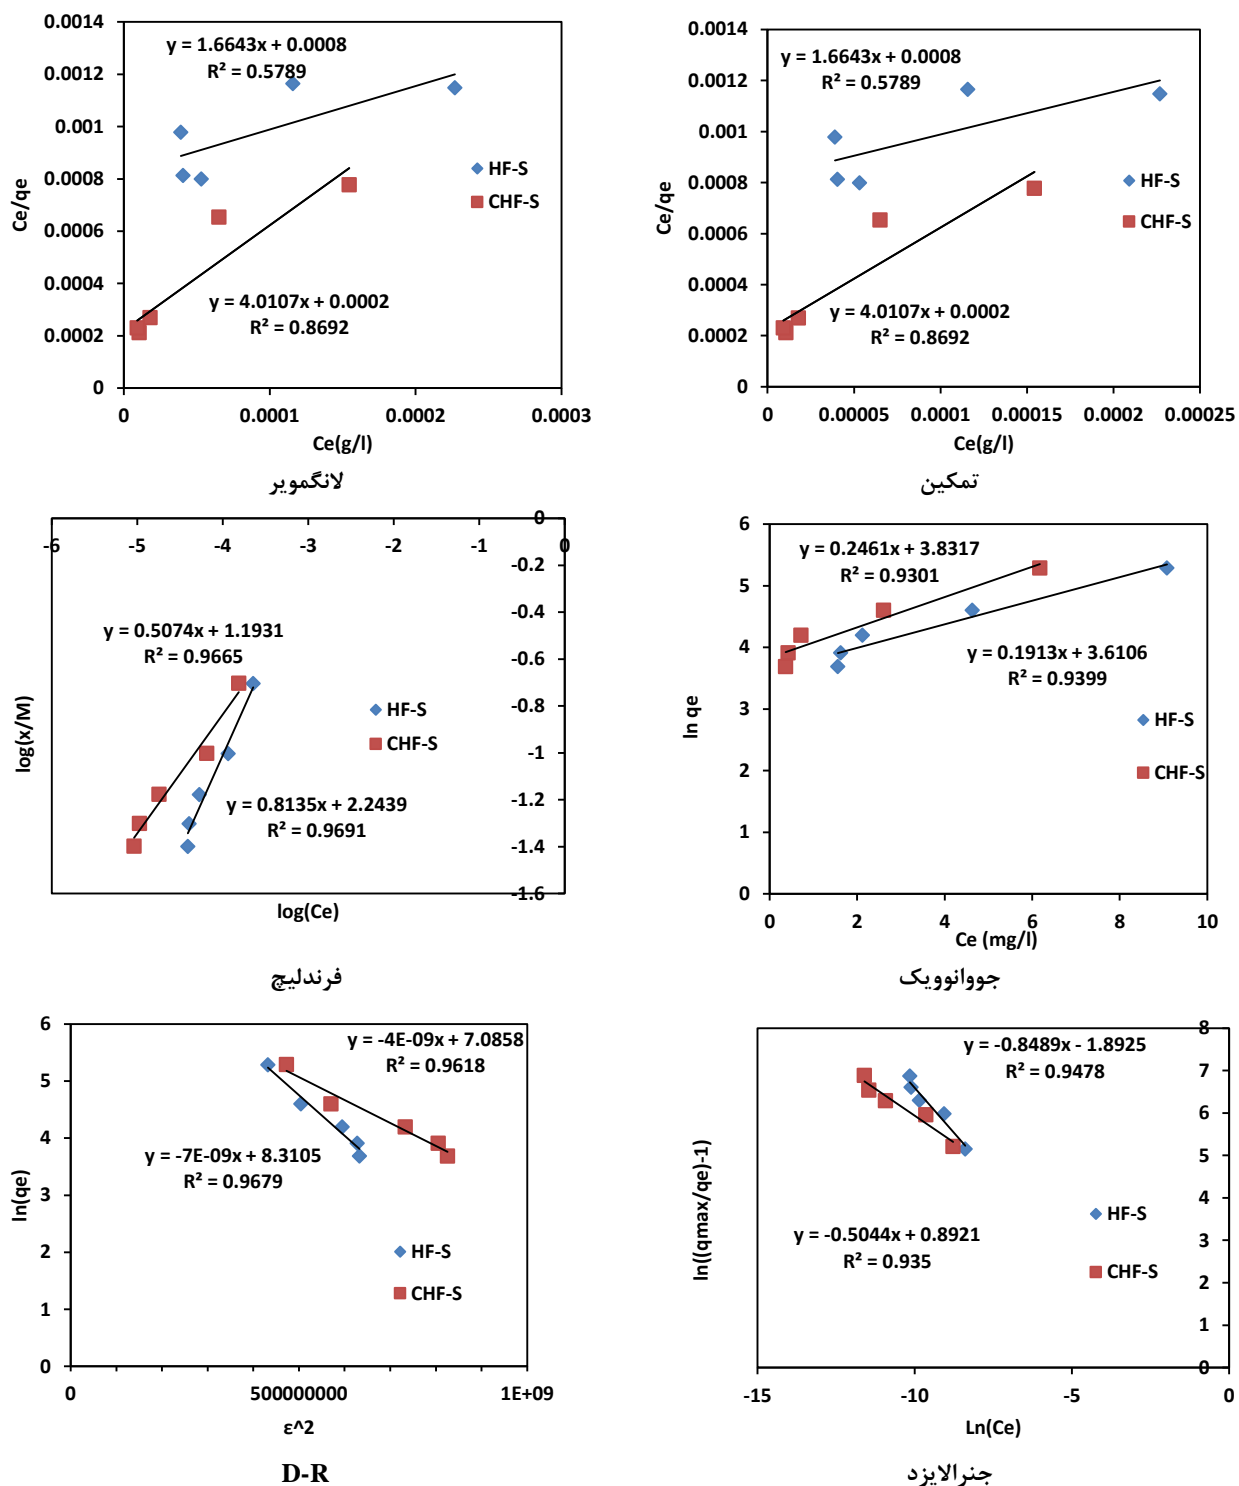 Ce/qe
0.0014
0.0012
0.001
0.0008
0.0006
0.0004
0.0002
0
y = 1.6643x + 0.0008
R² = 0.5789
HF-S
CHF-S
y = 4.0107x + 0.0002
R² = 0.8692
0 0.0001 0.0002 0.0003
Ce(g/l)
لانگمویر
Ce/qe
0.0014
0.0012
0.001
0.0008
0.0006
0.0004
0.0002
0
y = 1.6643x + 0.0008
R² = 0.5789
HF-S
CHF-S
y = 4.0107x + 0.0002
R² = 0.8692
0 0.00005 0.0001 0.00015 0.0002 0.00025
Ce(g/l)
تمکین
log(x/M)
-6 -5 -4 -3 -2 -1 0
0
-0.2
-0.4
-0.6
-0.8
-1
-1.2
-1.4
-1.6
y = 0.5074x + 1.1931
R² = 0.9665
HF-S
CHF-S
y = 0.8135x + 2.2439
R² = 0.9691
log(Ce)
فرندلیچ
ln qe
6
5
4
3
2
1
0
y = 0.2461x + 3.8317
R² = 0.9301
y = 0.1913x + 3.6106
R² = 0.9399
HF-S
CHF-S
0 2 4 6 8 10
Ce (mg/l)
جووانوویک
ln(qe)
6
5
4
3
2
1
0
y = -4E-09x + 7.0858
R² = 0.9618
y = -7E-09x + 8.3105
R² = 0.9679
HF-S
CHF-S
0 500000000 1E+09
ε^2
D-R
ln((qmax/qe)-1)
8
7
6
5
4
3
2
1
0
y = -0.8489x - 1.8925
R² = 0.9478
y = -0.5044x + 0.8921
R² = 0.935
HF-S
CHF-S
-15 -10 -5 0
Ln(Ce)
جنرالایزد